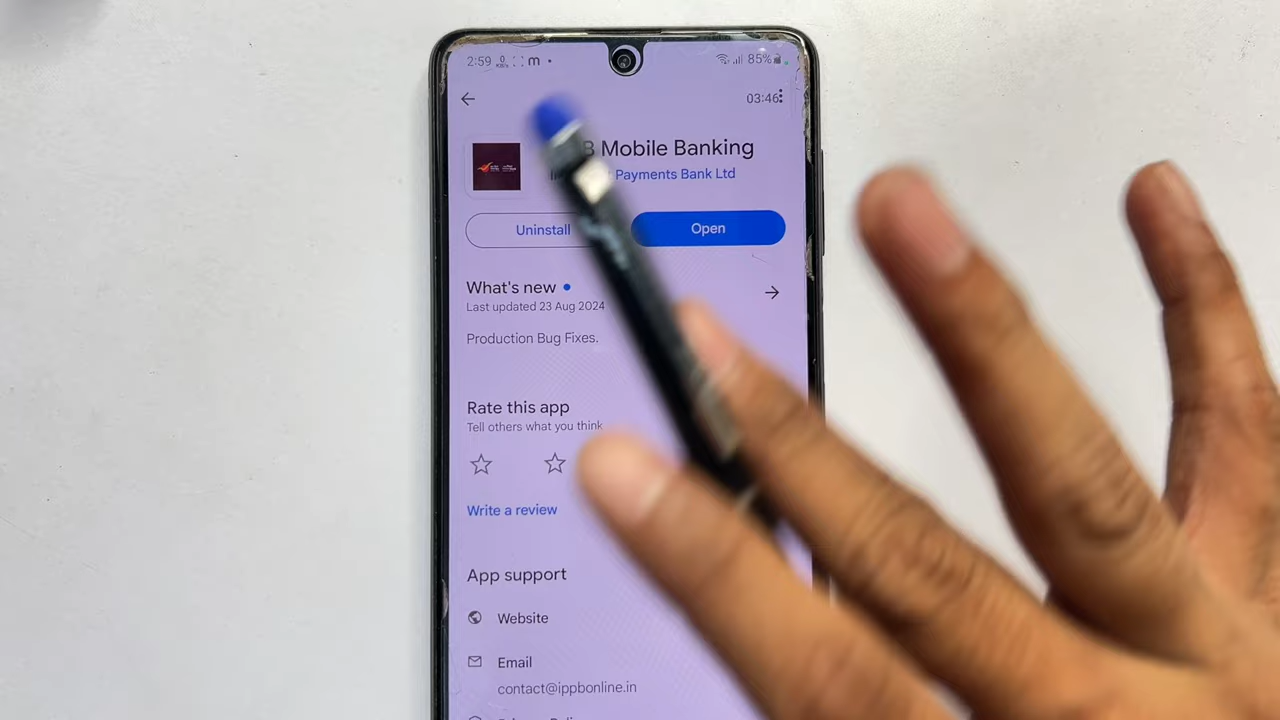 2:59 m 85%
03:46
Mobile Banking
Payments Bank Ltd
Uninstall Open
What's new
Last updated 23 Aug 2024
Production Bug Fixes.
Rate this app
Tell others what you think
Write a review
App support
Website
Email
contact@ippbonline.in